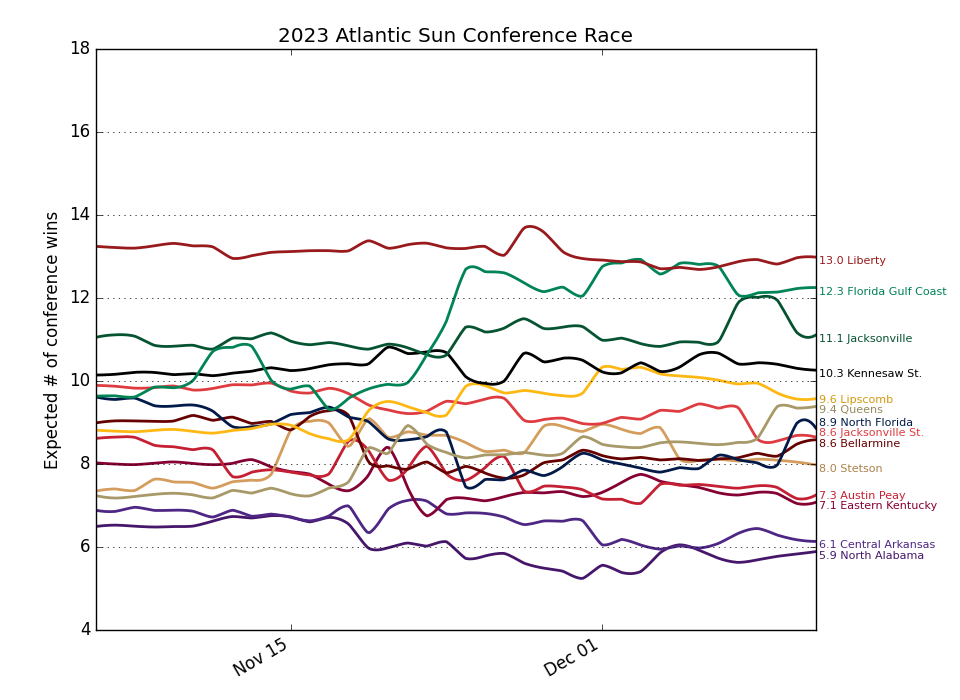 2023 Atlantic Sun Conference Race
Expected # of conference wins
18
16
14
12
10
8
6
4
Nov 15
Dec 01
13.0 Liberty
12.3 Florida Gulf Coast
11.1 Jacksonville
10.3 Kennesaw St.
9.6 Lipscomb
9.4 Queens
8.9 North Florida
8.6 Jacksonville St.
8.6 Bellarmine
8.0 Stetson
7.3 Austin Peay
7.1 Eastern Kentucky
6.1 Central Arkansas
5.9 North Alabama